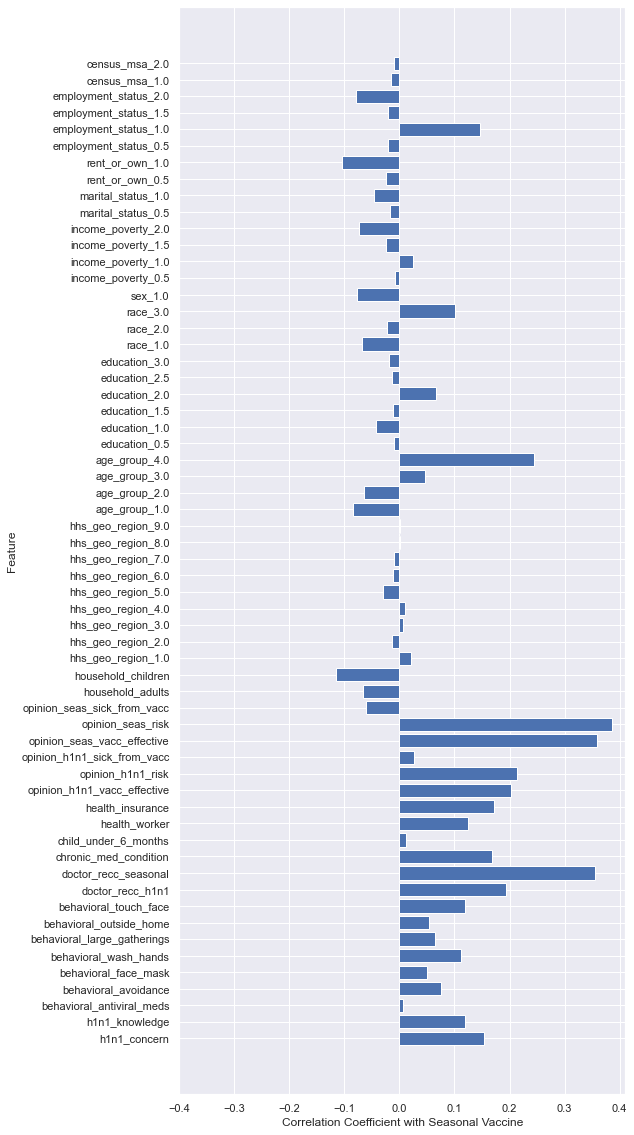 census_msa_2.0
census_msa_1.0
employment_status_2.0
employment_status_1.5
employment_status_1.0
employment_status_0.5
rent_or_own_1.0
rent_or_own_0.5
marital_status_1.0
marital_status_0.5
income_poverty_2.0
income_poverty_1.5
income_poverty_1.0
income_poverty_0.5
sex_1.0
race_3.0
race_2.0
race_1.0
education_3.0
education_2.5
education_2.0
education_1.5
education_1.0
education_0.5
age_group_4.0
age_group_3.0
age_group_2.0
age_group_1.0
hhs_geo_region_9.0
hhs_geo_region_8.0
hhs_geo_region_7.0
hhs_geo_region_6.0
hhs_geo_region_5.0
hhs_geo_region_4.0
hhs_geo_region_3.0
hhs_geo_region_2.0
hhs_geo_region_1.0
household_children
household_adults
opinion_seas_sick_from_vacc
opinion_seas_risk
opinion_seas_vacc_effective
opinion_h1n1_sick_from_vacc
opinion_h1n1_risk
opinion_h1n1_vacc_effective
health_insurance
health_worker
child_under_6_months
chronic_med_condition
doctor_recc_seasonal
doctor_recc_h1n1
behavioral_touch_face
behavioral_outside_home
behavioral_large_gatherings
behavioral_wash_hands
behavioral_face_mask
behavioral_avoidance
behavioral_antiviral_meds
h1n1_knowledge
h1n1_concern
Feature
−0.4 −0.3 −0.2 −0.1 0.0 0.1 0.2 0.3 0.4
Correlation Coefficient with Seasonal Vaccine